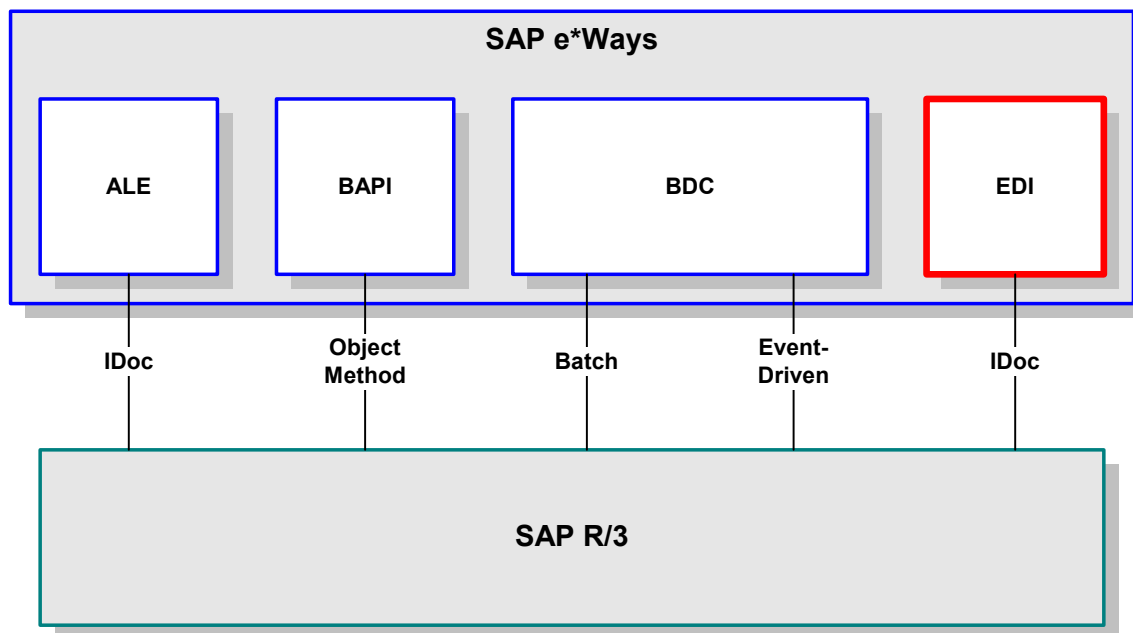 SAP e*Ways
ALE
BAPI
BDC
EDI
IDoc
Object
Method
Batch
Event-
Driven
IDoc
SAP R/3